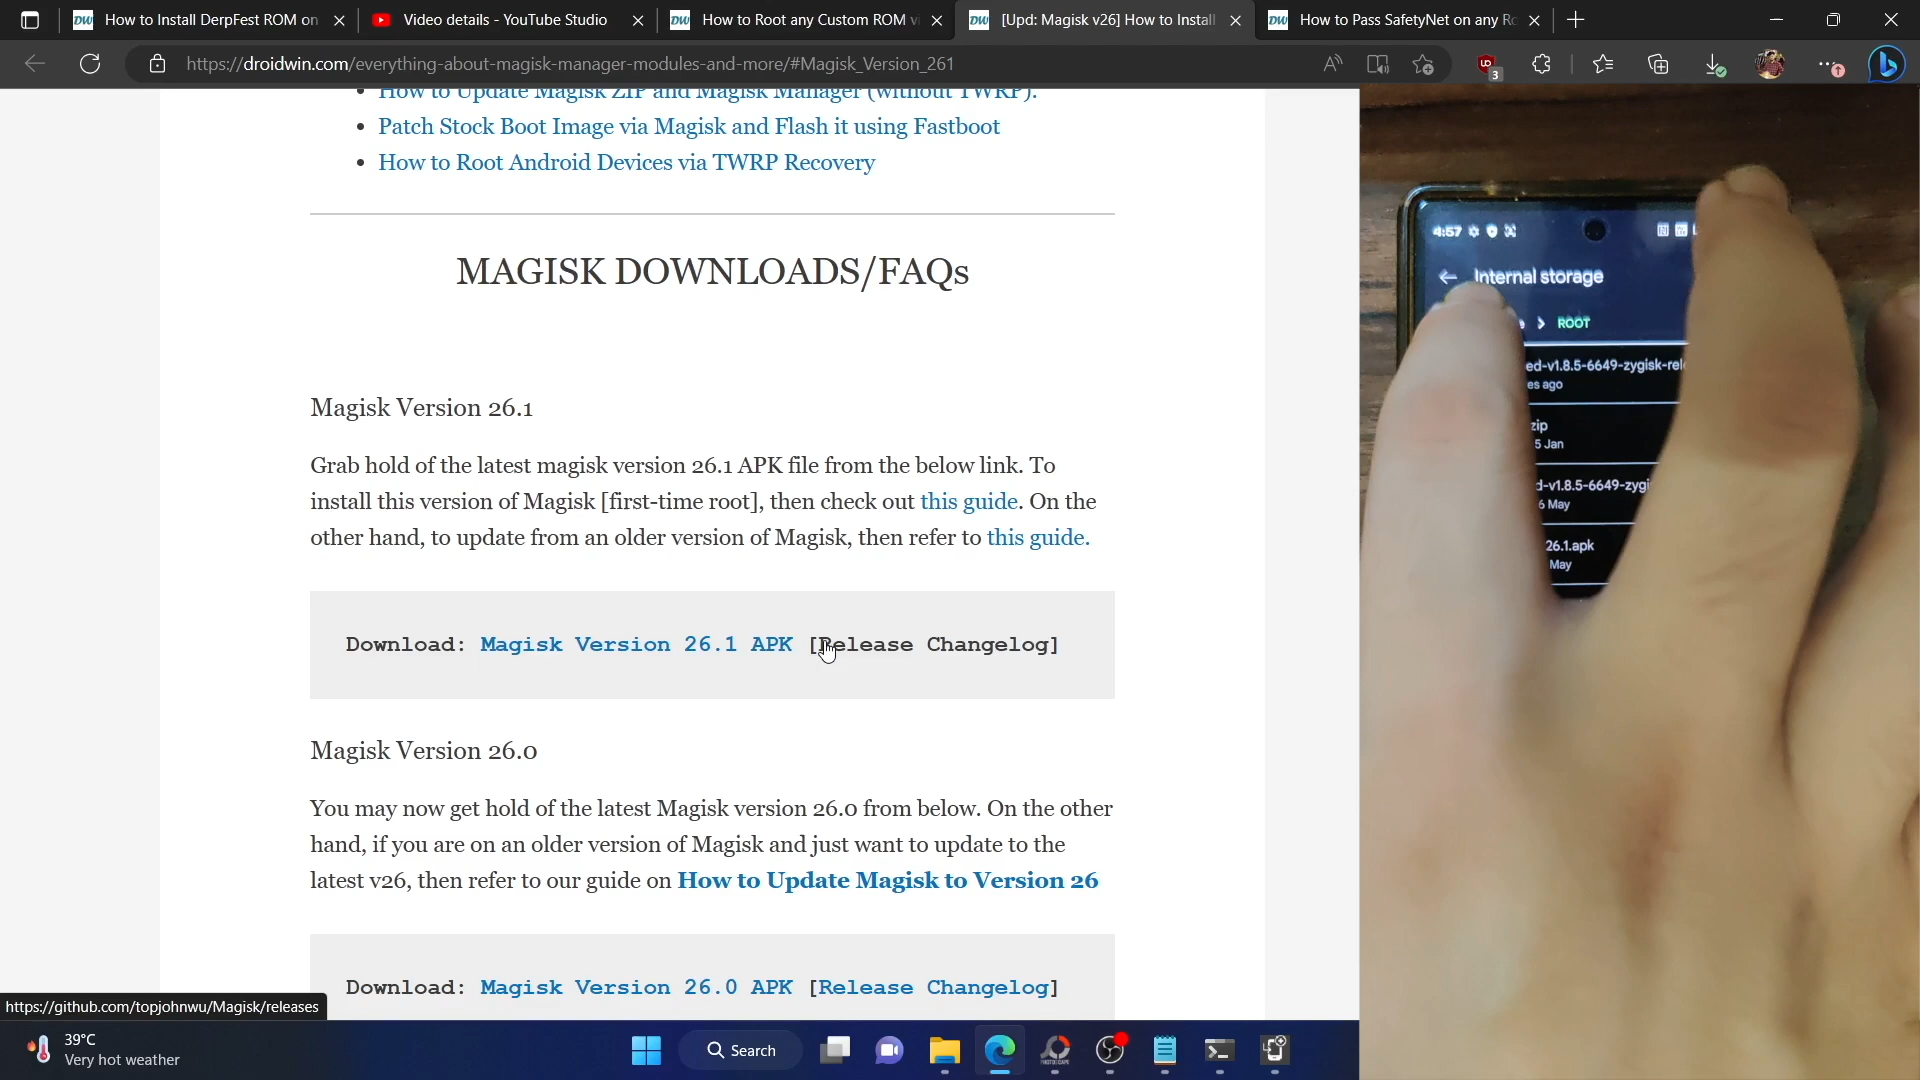 How to Install DerpFest ROM on
Video details - YouTube Studio
How to Root any Custom ROM vi
[Upd: Magisk v26] How to Install
How to Pass SafetyNet on any Ro
https://droidwin.com/everything-about-magisk-manager-modules-and-more/#Magisk_Version_261
3
How to Update Magisk ZIP and Magisk Manager (without TWRP).
Patch Stock Boot Image via Magisk and Flash it using Fastboot
How to Root Android Devices via TWRP Recovery
MAGISK DOWNLOADS/FAQs
Magisk Version 26.1
Grab hold of the latest magisk version 26.1 APK file from the below link. To
install this version of Magisk [first-time root], then check out this guide. On the
other hand, to update from an older version of Magisk, then refer to this guide.
Download: Magisk Version 26.1 APK [Release Changelog]
Magisk Version 26.0
You may now get hold of the latest Magisk version 26.0 from below. On the other
hand, if you are on an older version of Magisk and just want to update to the
latest v26, then refer to our guide on How to Update Magisk to Version 26
Download: Magisk Version 26.0 APK [Release Changelog]
https://github.com/topjohnwu/Magisk/releases
39°C
Very hot weather
Search
4:57
Internal storage
ROOT
ed-v1.8.5-6649-zygisk-rel
es ago
zip
5 Jan
d-v1.8.5-6649-zygi
6 May
26.1.apk
May